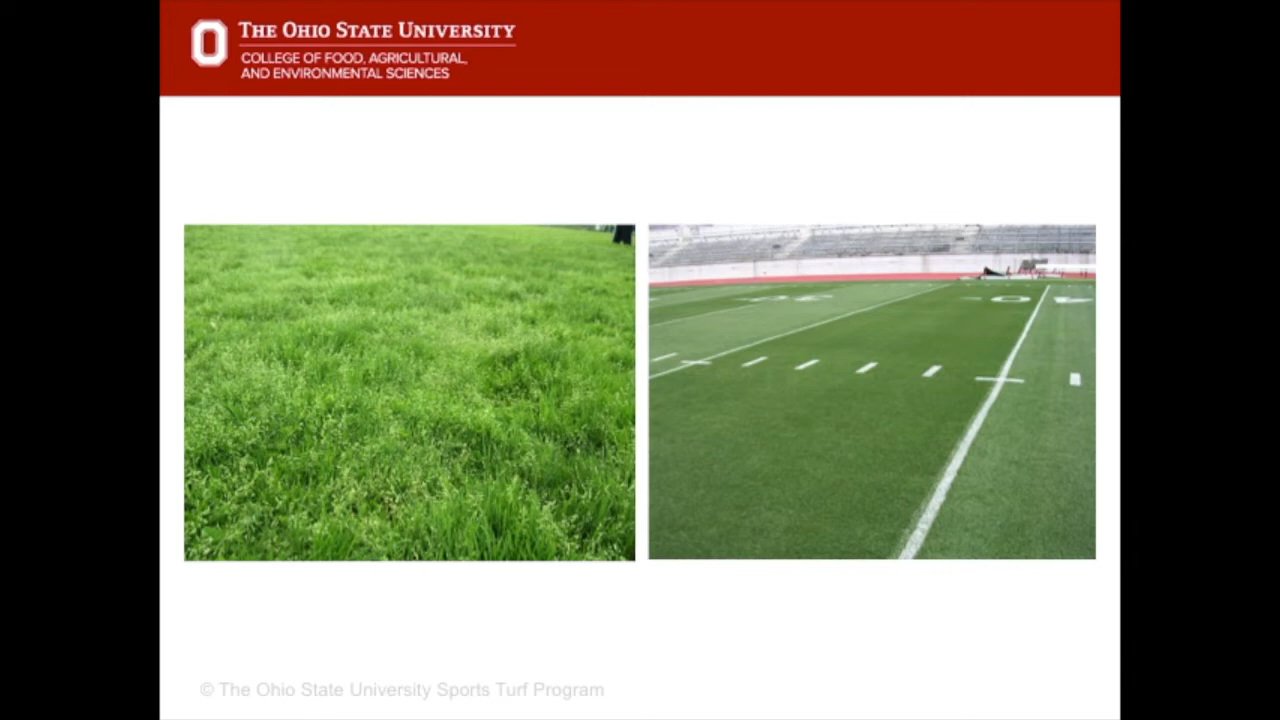 THE OHIO STATE UNIVERSITY
COLLEGE OF FOOD, AGRICULTURAL,
AND ENVIRONMENTAL SCIENCES
© The Ohio State University Sports Turf Program